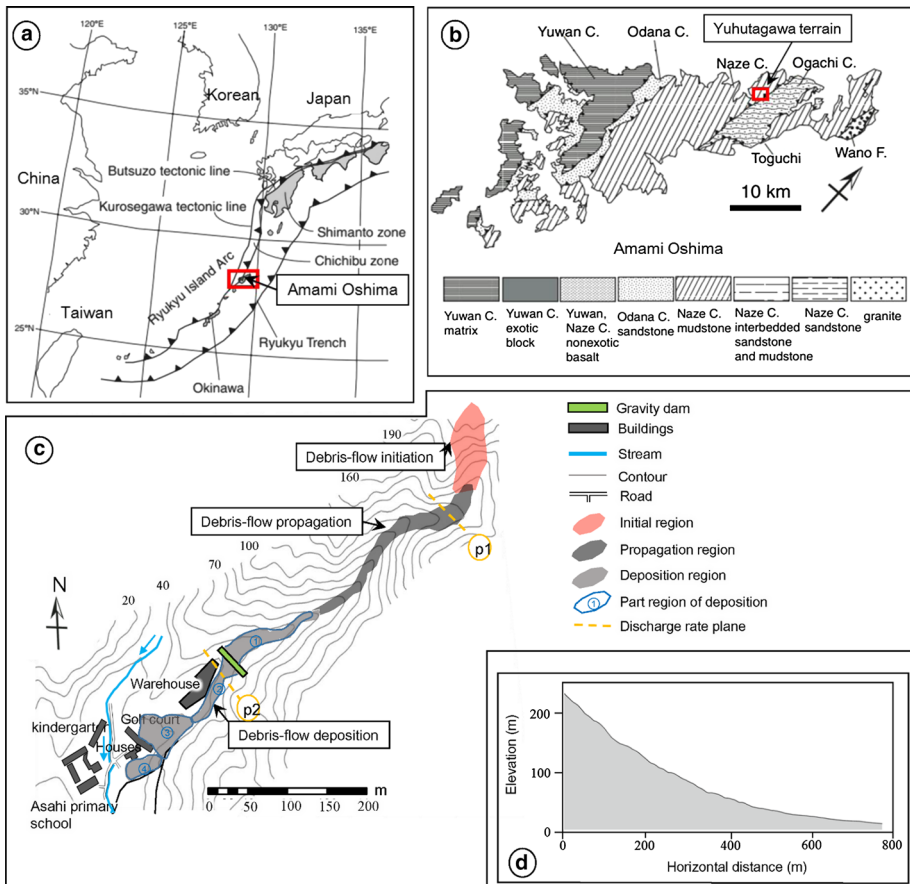 a
120°E
125°E
130°E
135°E
35°N
Korean
Japan
China
Butsuzo tectonic line
Kurosegawa tectonic line
30°N
Shimanto zone
Chichibu zone
Ryukyu Island Arc
Amami Oshima
Taiwan
25°N
Ryukyu Trench
Okinawa
b
Yuwan C.
Odana C.
Yuhutagawa terrain
Naze C.
Ogachi C.
Toguchi
Wano F.
10 km
Amami Oshima
Yuwan C.
matrix
Yuwan C.
exotic
block
Yuwan,
Naze C.
nonexotic
basalt
Odana C.
sandstone
Naze C.
mudstone
Naze C.
interbedded
sandstone
and mudstone
Naze C.
sandstone
granite
c
190
Debris-flow initiation
160
Debris-flow propagation
p1
100
70
40
20
N
1
Warehouse
2
p2
Golf court
kindergarten
3
Houses
Debris-flow deposition
4
Asahi primary
school
m
0 50 100 150 200
Gravity dam
Buildings
Stream
Contour
Road
Initial region
Propagation region
Deposition region
1
Part region of deposition
Discharge rate plane
Elevation (m)
200
100
0
0 200 400 600 800
Horizontal distance (m)
d